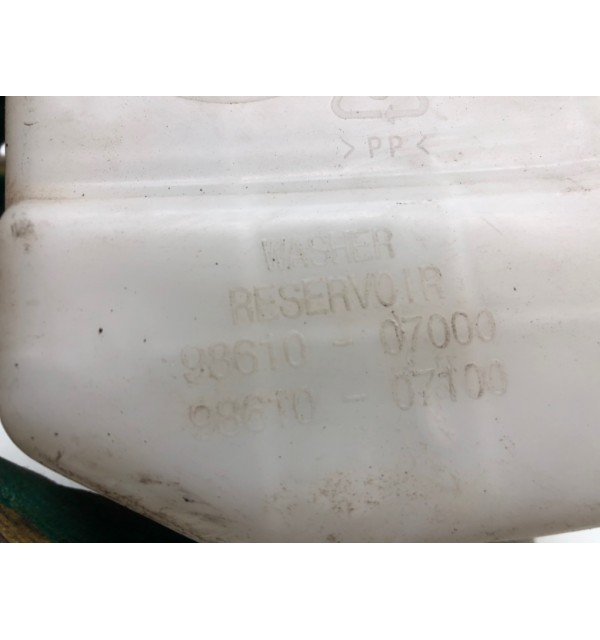 >PP<
WASHER
RESERVOIR
98610 - 07000
98610 - 07100